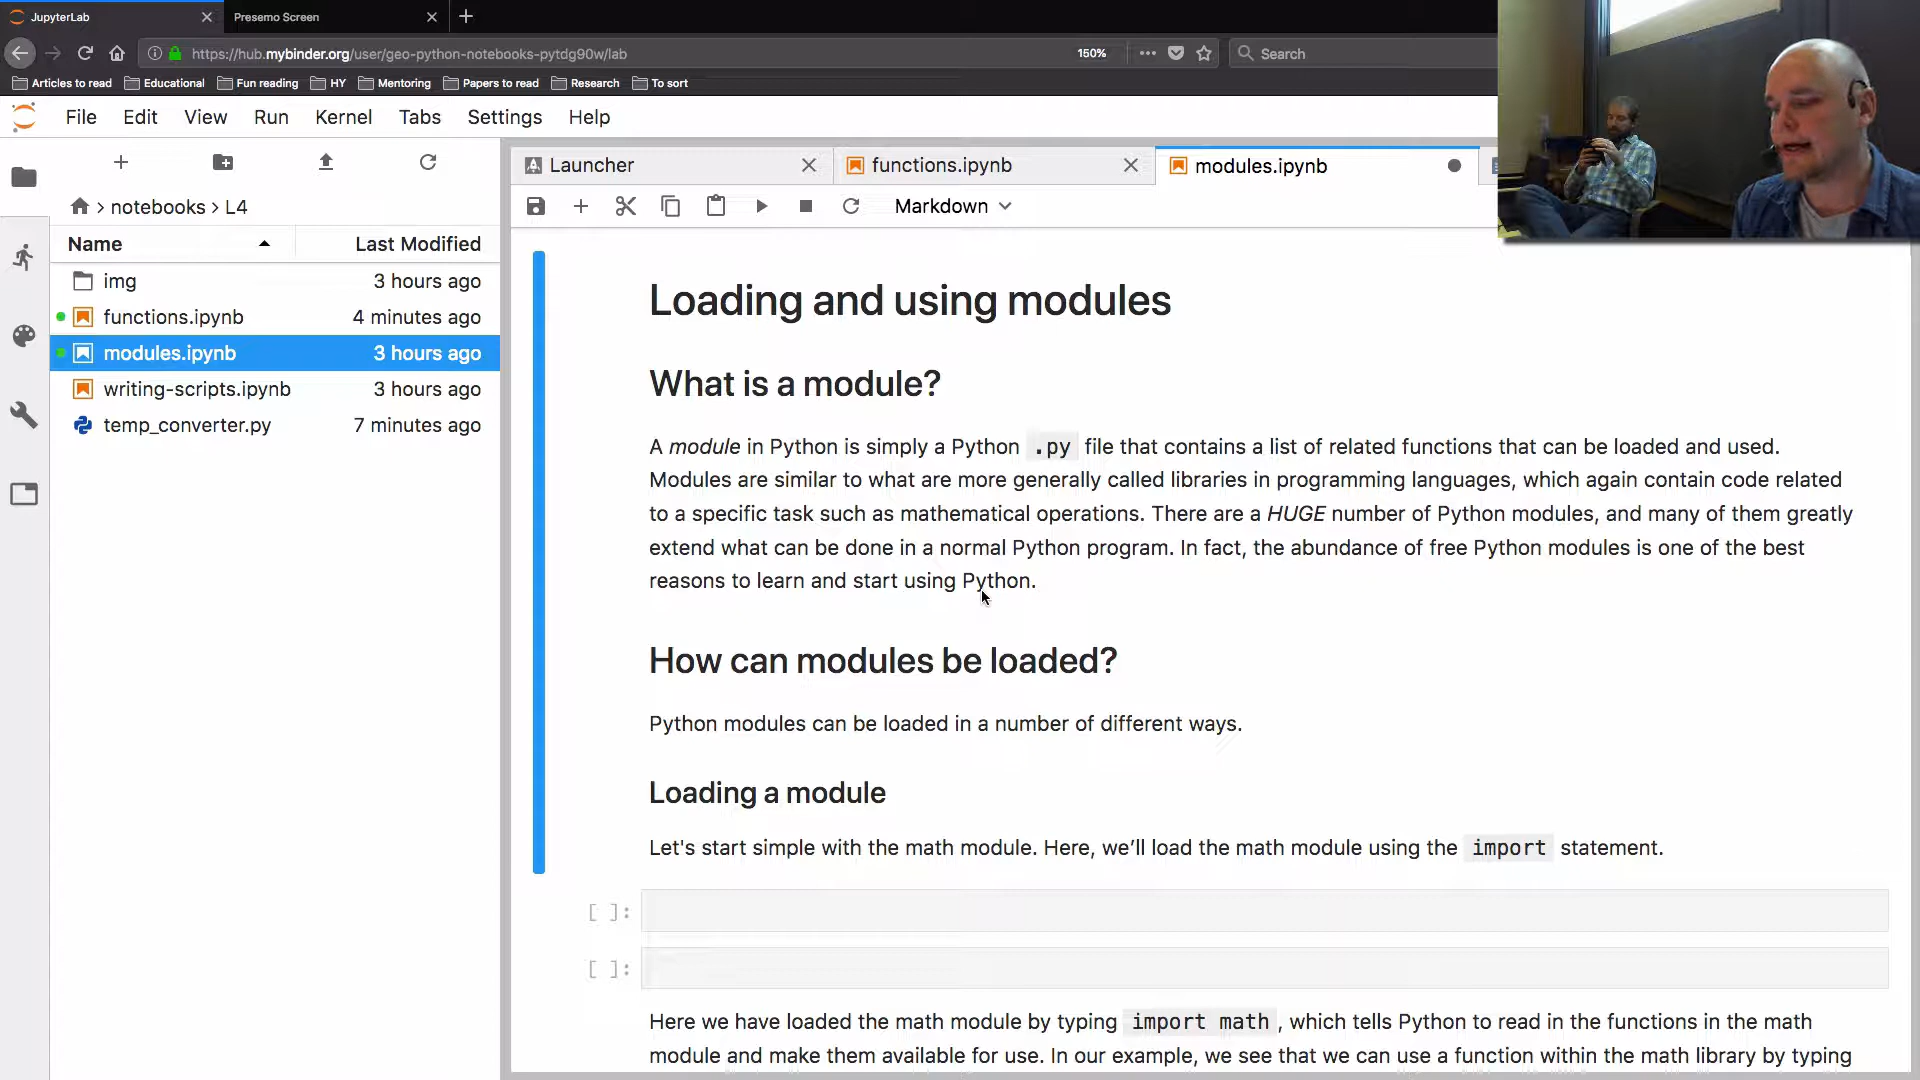 JupyterLab
Presemo Screen
https://hub.mybinder.org/user/geo-python-notebooks-pytdg90w/lab
150%
Search
Articles to read
Educational
Fun reading
HY
Mentoring
Papers to read
Research
To sort
File Edit View Run Kernel Tabs Settings Help
Launcher
functions.ipynb
modules.ipynb
Markdown
notebooks > L4
Name Last Modified
img 3 hours ago
functions.ipynb 4 minutes ago
modules.ipynb 3 hours ago
writing-scripts.ipynb 3 hours ago
temp_converter.py 7 minutes ago
Loading and using modules
What is a module?
A module in Python is simply a Python .py file that contains a list of related functions that can be loaded and used.
Modules are similar to what are more generally called libraries in programming languages, which again contain code related
to a specific task such as mathematical operations. There are a HUGE number of Python modules, and many of them greatly
extend what can be done in a normal Python program. In fact, the abundance of free Python modules is one of the best
reasons to learn and start using Python.
How can modules be loaded?
Python modules can be loaded in a number of different ways.
Loading a module
Let's start simple with the math module. Here, we’ll load the math module using the import statement.
[ ]:
[ ]:
Here we have loaded the math module by typing import math , which tells Python to read in the functions in the math
module and make them available for use. In our example, we see that we can use a function within the math library by typing